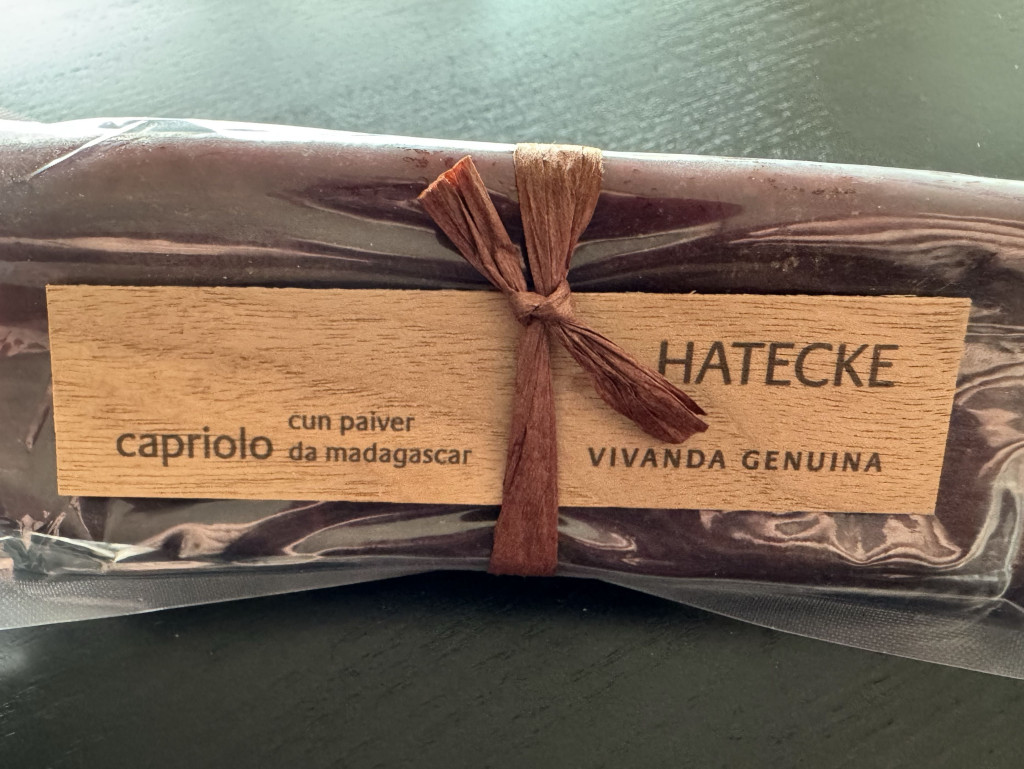 capriolo
cun paiver
da madagascar
HATECKE
VIVANDA GENUINA